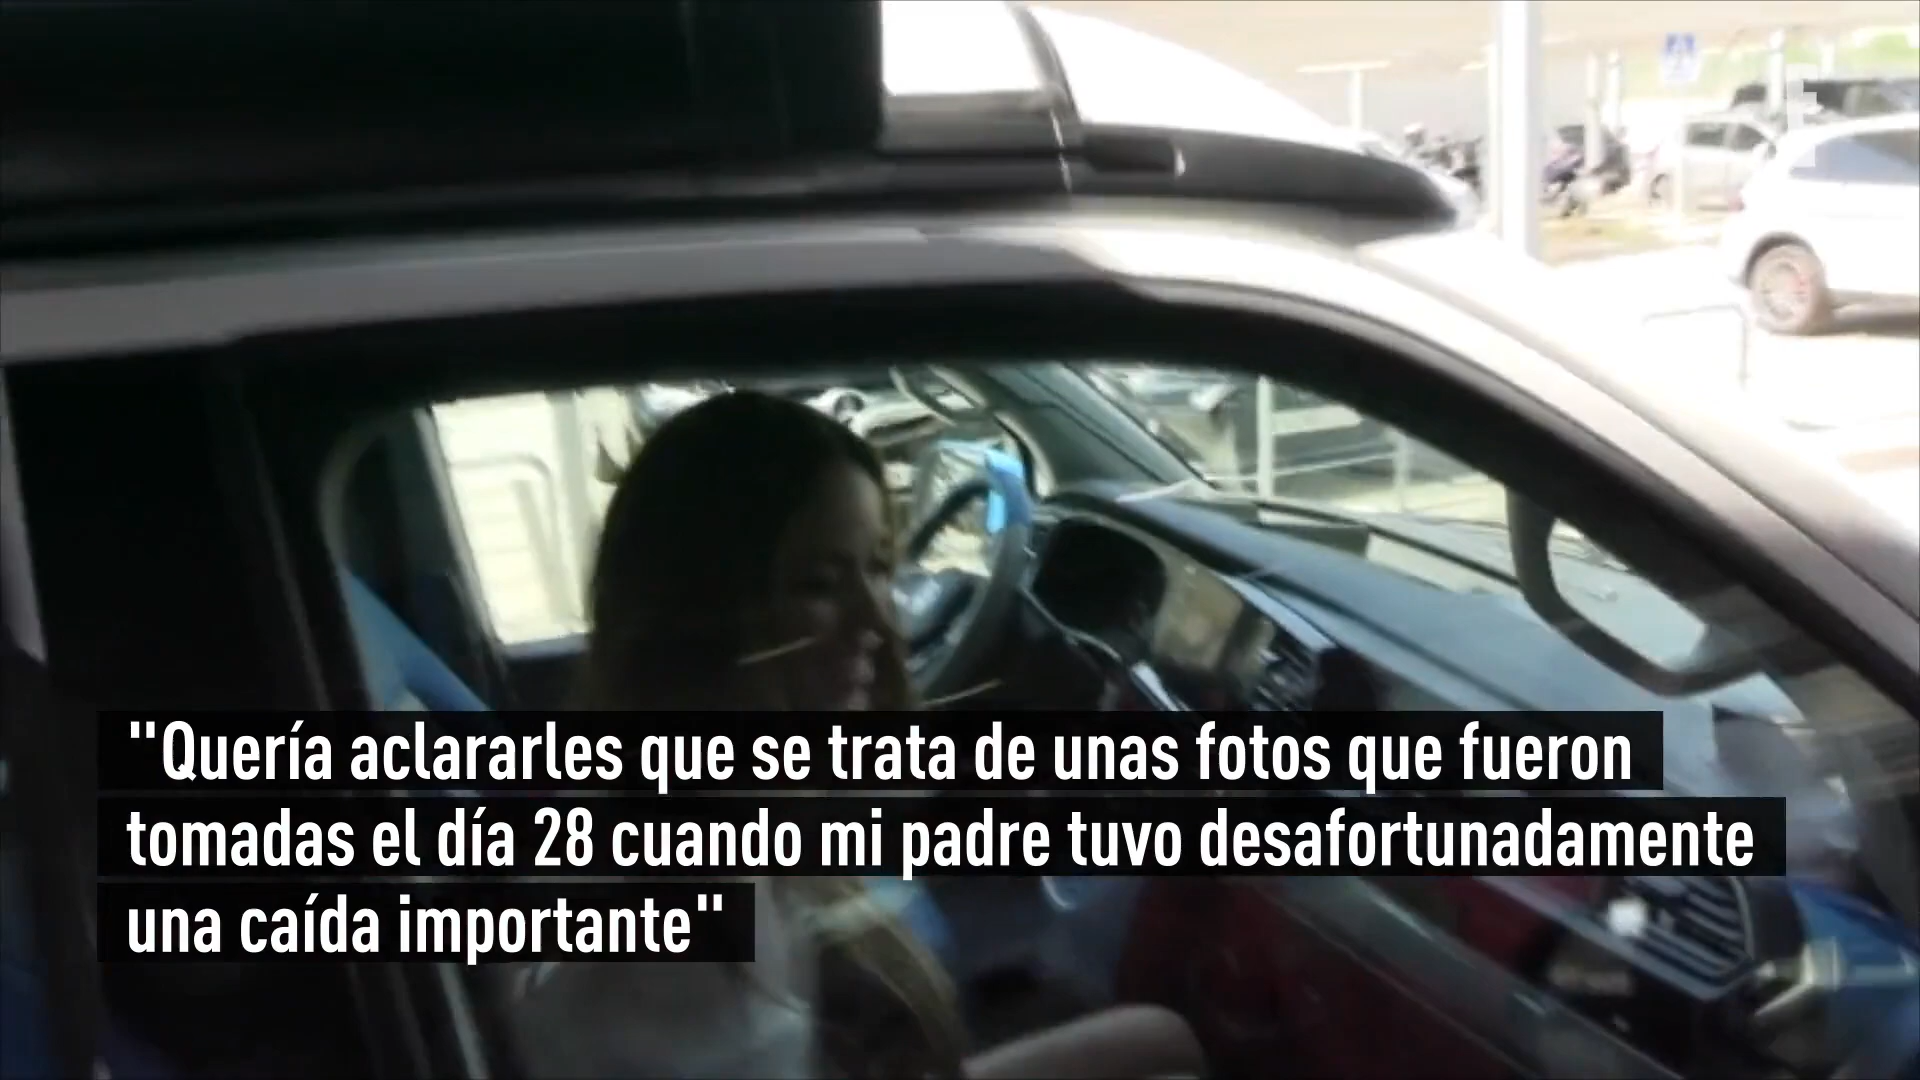 "Quería aclararles que se trata de unas fotos que fueron
tomadas el día 28 cuando mi padre tuvo desafortunadamente
una caída importante"